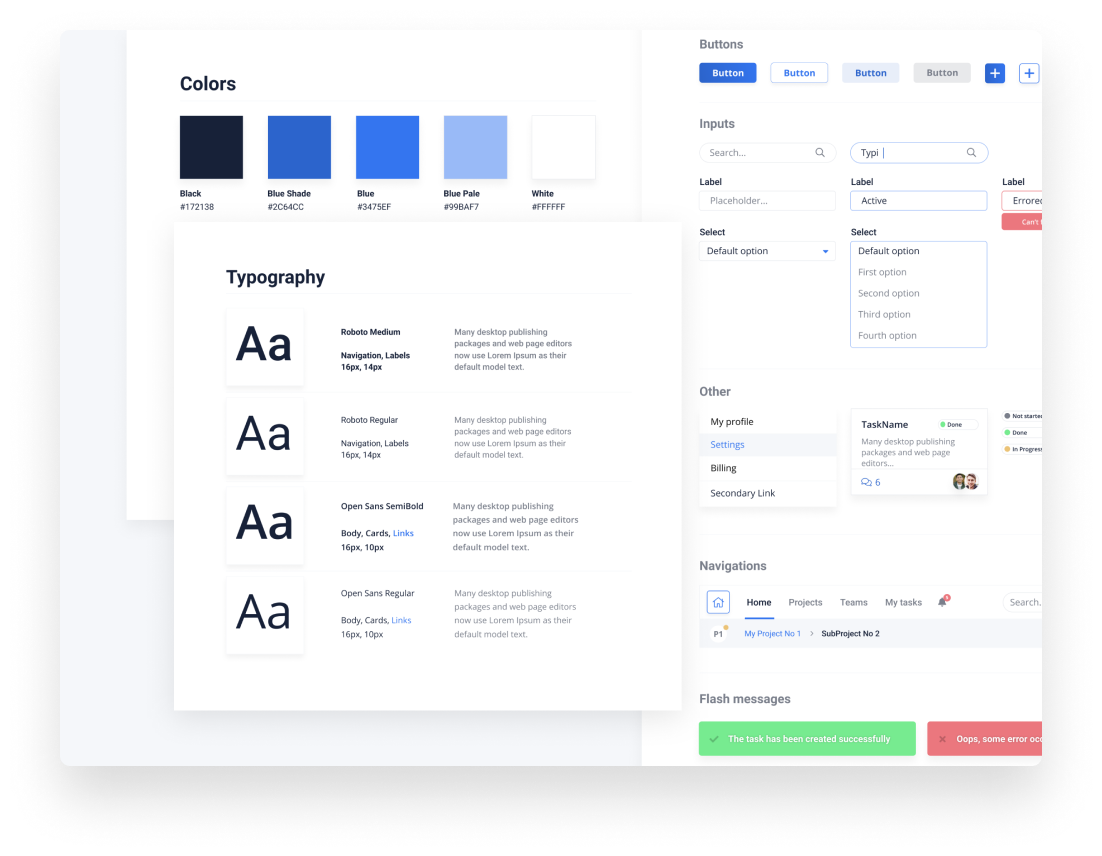 Colors
Black
#172138
Blue Shade
#2C64CC
Blue
#3475EF
Blue Pale
#99BAF7
White
#FFFFFF
Typography
Aa
Roboto Medium
Navigation, Labels
16px, 14px
Many desktop publishing
packages and web page editors
now use Lorem Ipsum as their
default model text.
Aa
Roboto Regular
Navigation, Labels
16px, 14px
Many desktop publishing
packages and web page editors
now use Lorem Ipsum as their
default model text.
Aa
Open Sans SemiBold
Body, Cards, Links
16px, 10px
Many desktop publishing
packages and web page editors
now use Lorem Ipsum as their
default model text.
Aa
Open Sans Regular
Body, Cards, Links
16px, 10px
Many desktop publishing
packages and web page editors
now use Lorem Ipsum as their
default model text.
Buttons
Button
Button
Button
Button
Inputs
Search...
Typi
Label
Placeholder...
Label
Active
Label
Errored
Can't
Select
Default option
Select
Default option
First option
Second option
Third option
Fourth option
Other
My profile
Settings
Billing
Secondary Link
TaskName
Done
Many desktop publishing
packages and web page
editors...
6
Not started
Done
In Progress
Navigations
Home
Projects
Teams
My tasks
Search.
P1
My Project No 1 > SubProject No 2
Flash messages
The task has been created successfully
Oops, some error occ